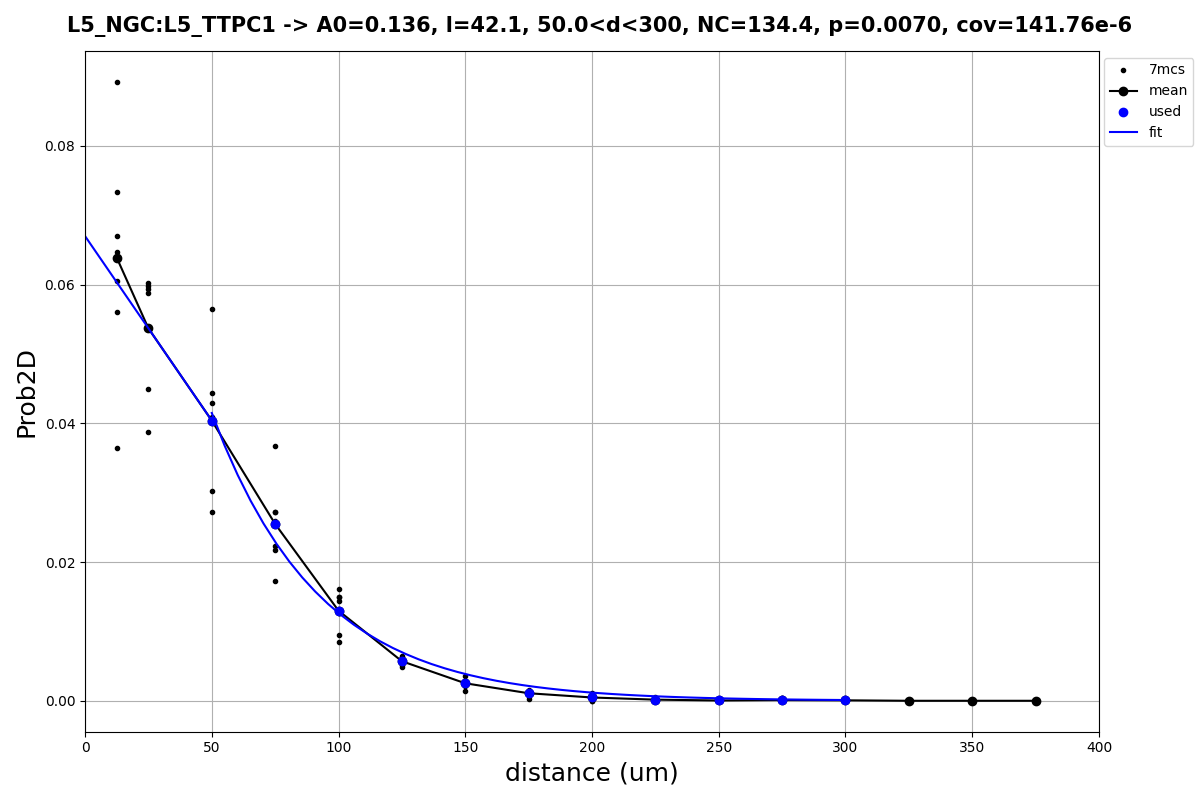 L5_NGC:L5_TTPC1 -> A0=0.136, l=42.1, 50.0<d<300, NC=134.4, p=0.0070, cov=141.76e-6
7mcs
mean
used
fit
0.08
0.06
0.04
0.02
0.00
Prob2D
0 50 100 150 200 250 300 350 400
distance (um)